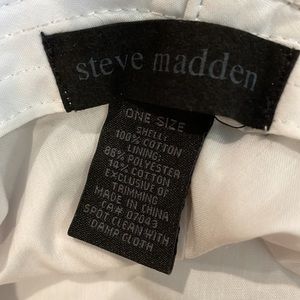 steve madden
ONE SIZE
SHELL:
100% COTTON
LINING:
86% POLYESTER
14% COTTON
EXCLUSIVE OF
TRIMMING
MADE IN CHINA
CA# 07043
SPOT CLEAN WITH
DAMP CLOTH